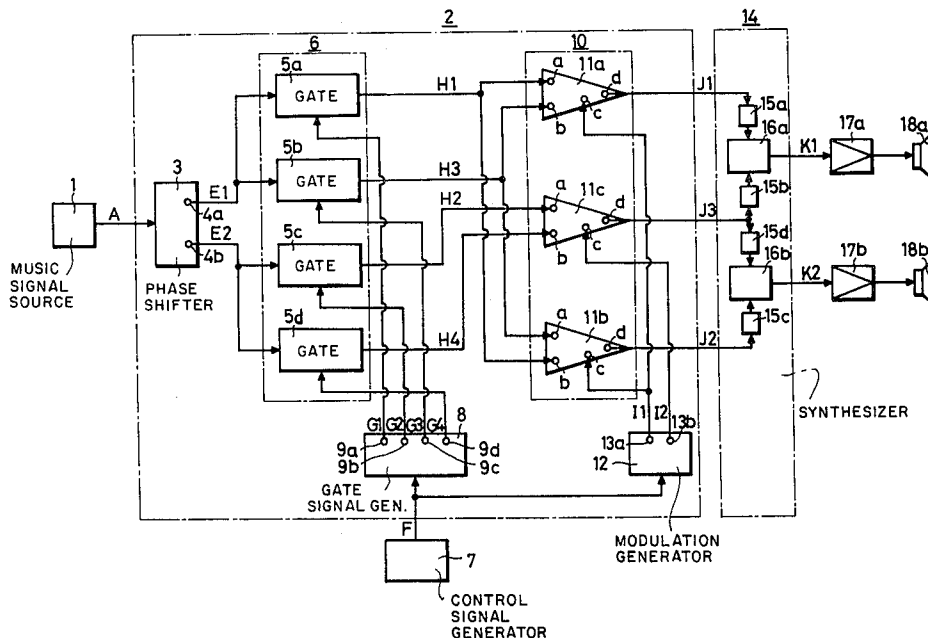 2
14
6
10
5a
GATE
H1
a
11a
d
b
c
J1
15a
16a
K1
17a
18a
5b
GATE
H3
H2
1
A
3
E1
4a
E2
4b
PHASE
SHIFTER
MUSIC
SIGNAL
SOURCE
a
11c
d
b
c
J3
15b
15d
16b
K2
17b
18b
5c
GATE
5d
GATE
H4
a
11b
d
b
c
J2
15c
SYNTHESIZER
G1
G2
G3
G4
8
9a
9b
9c
9d
GATE
SIGNAL GEN.
I1
I2
13a
13b
12
MODULATION
GENERATOR
F
7
CONTROL
SIGNAL
GENERATOR